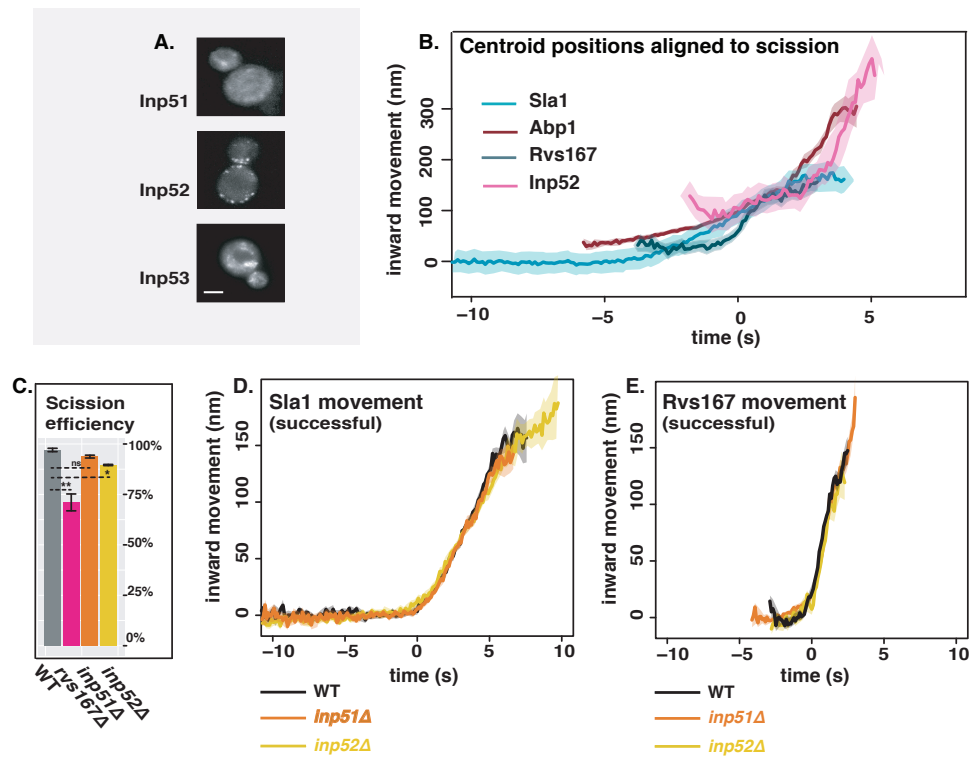 A.
Inp51
Inp52
Inp53
B.
Centroid positions aligned to scission
inward movement (nm)
300
200
100
0
Sla1
Abp1
Rvs167
Inp52
−10
−5
0
5
time (s)
C.
Scission
efficiency
100%
75%
50%
25%
0%
ns
*
**
WT
rvs167Δ
inp51Δ
inp52Δ
D.
Sla1 movement
(successful)
inward movement (nm)
150
100
50
0
−10
−5
0
5
10
time (s)
WT
Inp51Δ
inp52Δ
E.
Rvs167 movement
(successful)
inward movement (nm)
150
100
50
0
−10
−5
0
5
10
time (s)
WT
inp51Δ
inp52Δ